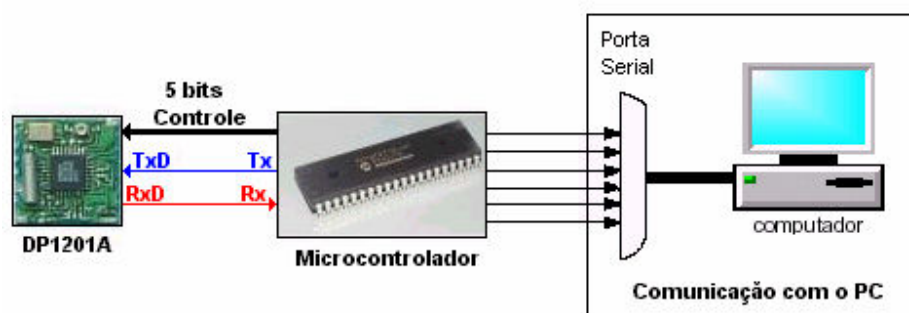 Porta
Serial
5 bits
Controle
TxD
Tx
RxD
Rx
DP1201A
Microcontrolador
computador
Comunicação com o PC